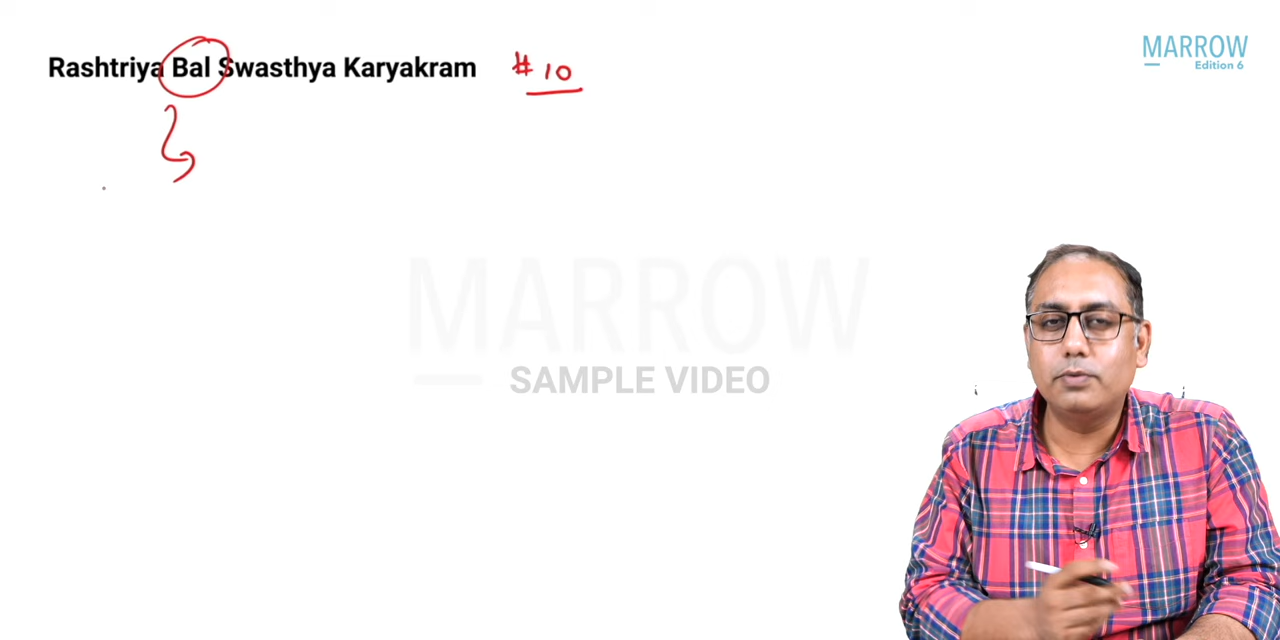 Rashtriya Bal Swasthya Karyakram # 10
MARROW
Edition 6
MARROW
SAMPLE VIDEO